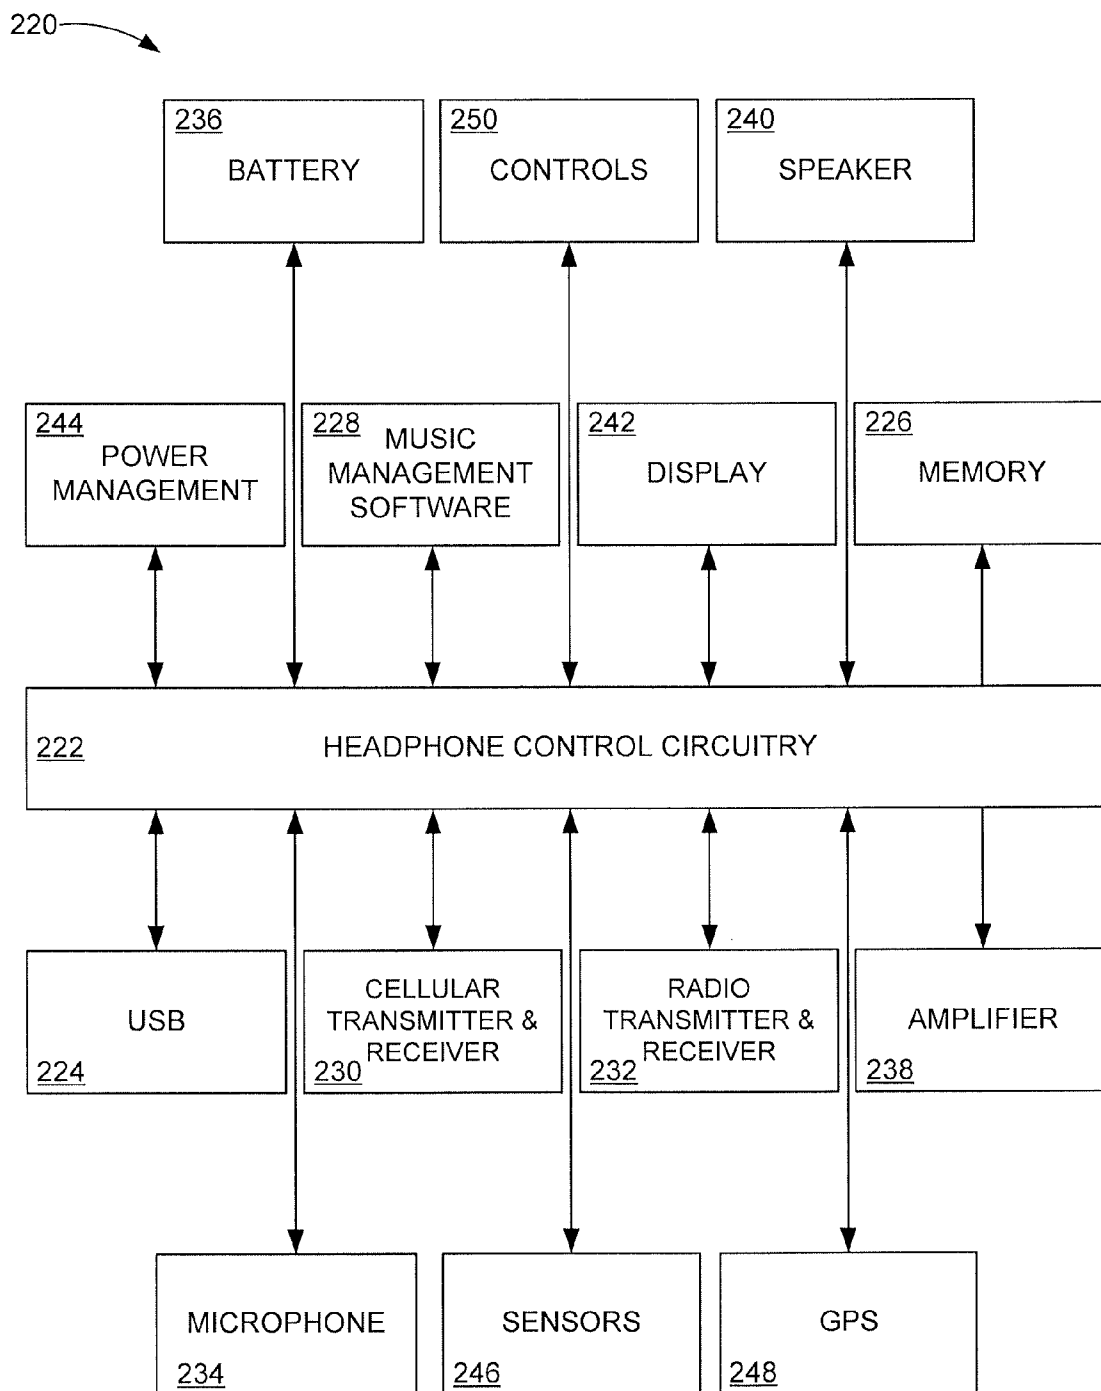 220
236
BATTERY
250
CONTROLS
240
SPEAKER
244
POWER
MANAGEMENT
228
MUSIC
MANAGEMENT
SOFTWARE
242
DISPLAY
226
MEMORY
222
HEADPHONE CONTROL CIRCUITRY
USB
224
CELLULAR
TRANSMITTER &
RECEIVER
230
RADIO
TRANSMITTER &
RECEIVER
232
AMPLIFIER
238
MICROPHONE
234
SENSORS
246
GPS
248